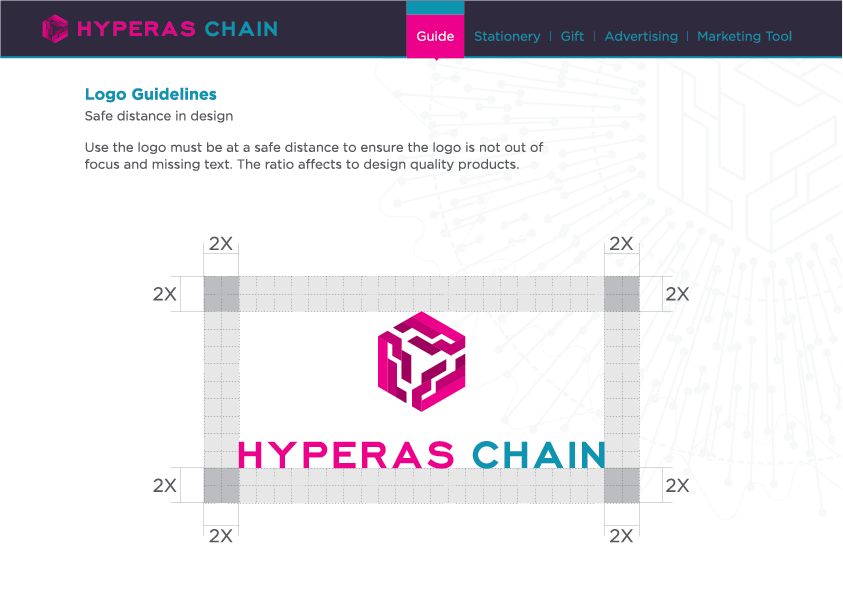 HYPERAS CHAIN
Guide
Stationery | Gift | Advertising | Marketing Tool
Logo Guidelines
Safe distance in design
Use the logo must be at a safe distance to ensure the logo is not out of
focus and missing text. The ratio affects to design quality products.
2X 2X
2X 2X
HYPERAS CHAIN
2X 2X
2X 2X